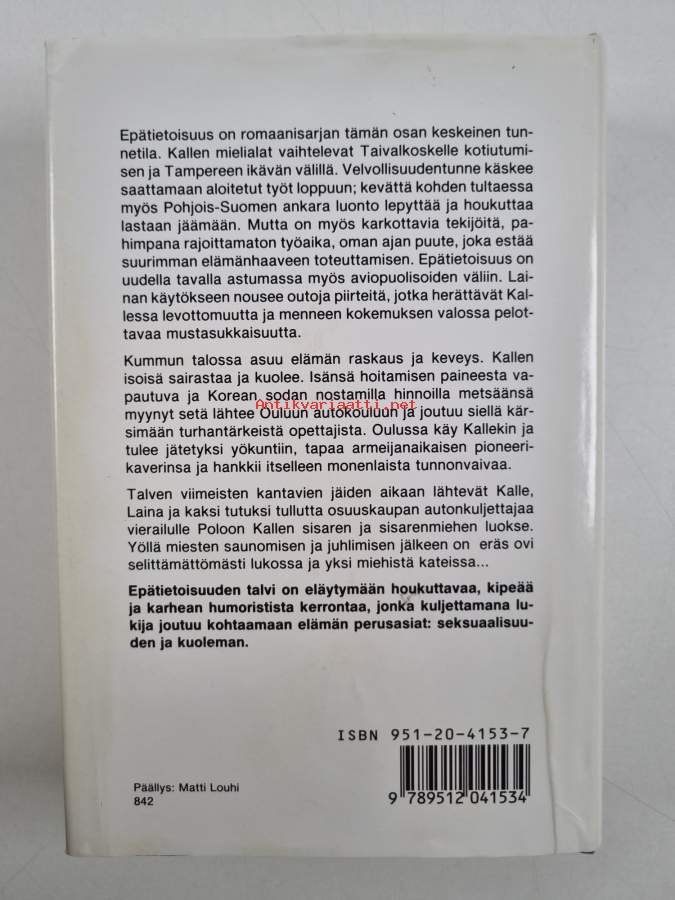 Epätietoisuus on romaanisarjan tämän osan keskeinen tun-
netila. Kallen mielialat vaihtelevat Taivalkoskelle kotiutumi-
sen ja Tampereen ikävän välillä. Velvollisuudentunne käskee
saattamaan aloitetut työt loppuun; kevättä kohden tultaessa
myös Pohjois-Suomen ankara luonto lepyttää ja houkuttaa
lastaan jäämään. Mutta on myös karkottavia tekijöitä, pa-
himpana rajoittamaton työaika, oman ajan puute, joka estää
suurimman elämänhaaveen toteuttamisen. Epätietoisuus on
uudella tavalla astumassa myös aviopuolisoiden väliin. Lai-
nan käytökseen nousee outoja piirteitä, jotka herättävät Kal-
lessa levottomuutta ja menneen kokemuksen valossa pelot-
tavaa mustasukkaisuutta.
Kummun talossa asuu elämän raskaus ja keveys. Kallen
isoisä sairastaa ja kuolee. Isänsä hoitamisen paineesta va-
pautuva ja Korean sodan nostamilla hinnoilla metsäänsä
Antikvariaatti.net
myynyt setä lähtee Ouluun autokouluun ja joutuu siellä kär-
simään turhantärkeistä opettajista. Oulussa käy Kallekin ja
tulee jätetyksi yökuntiin, tapaa armeijanaikaisen pioneeri-
kaverinsa ja hankkii itselleen monenlaista tunnonvaivaa.
Talven viimeisten kantavien jäiden aikaan lähtevät Kalle,
Laina ja kaksi tutuksi tullutta osuuskaupan autonkuljettajaa
vierailulle Poloon Kallen sisaren ja sisarenmiehen luokse.
Yöllä miesten saunomisen ja juhlimisen jälkeen on eräs ovi
selittämättömästi lukossa ja yksi miehistä kateissa...
Epätietoisuuden talvi on eläytymään houkuttavaa, kipeää
ja karhean humoristista kerrontaa, jonka kuljettamana lu-
kija joutuu kohtaamaan elämän perusasiat: seksuaalisuu-
den ja kuoleman.
ISBN 951-20-4153-7
9 789512 041534
Päällys: Matti Louhi
842